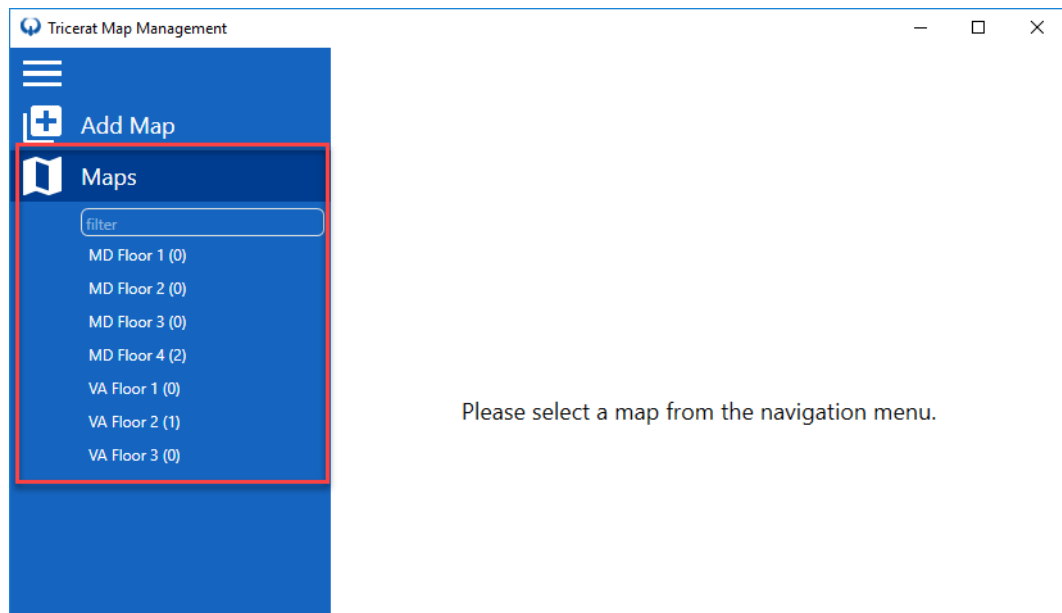 Tricerat Map Management
Add Map
Maps
filter
MD Floor 1 (0)
MD Floor 2 (0)
MD Floor 3 (0)
MD Floor 4 (2)
VA Floor 1 (0)
VA Floor 2 (1)
VA Floor 3 (0)
Please select a map from the navigation menu.